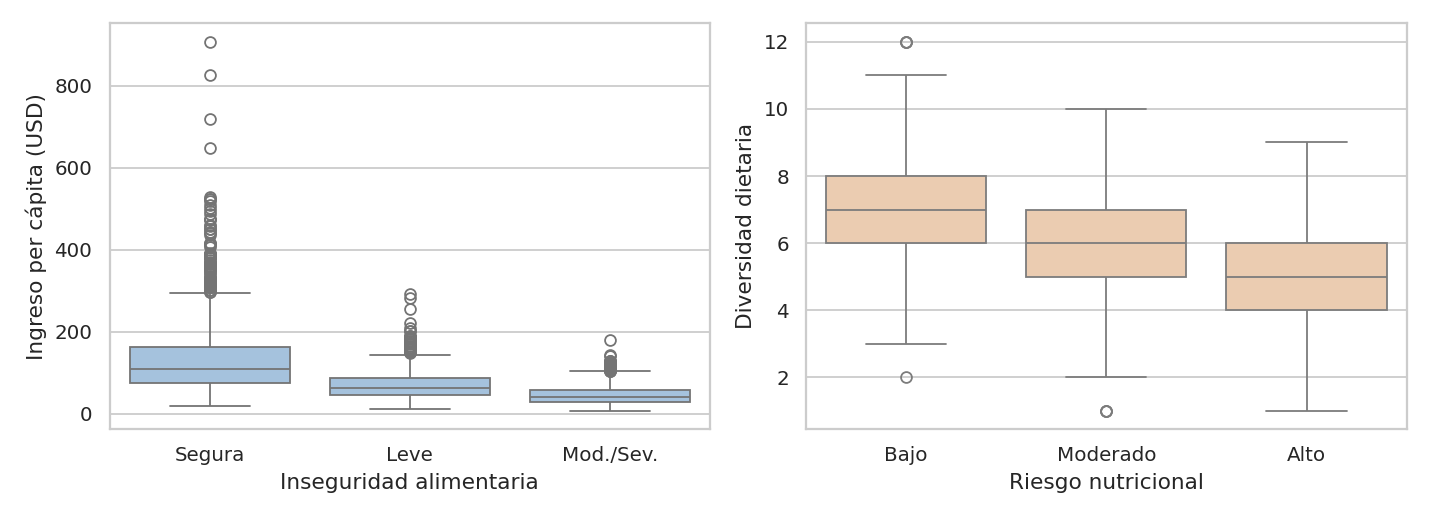 Ingreso per cápita (USD)
800
600
400
200
0
Segura Leve Mod./Sev.
Inseguridad alimentaria
Diversidad dietaria
12
10
8
6
4
2
Bajo Moderado Alto
Riesgo nutricional